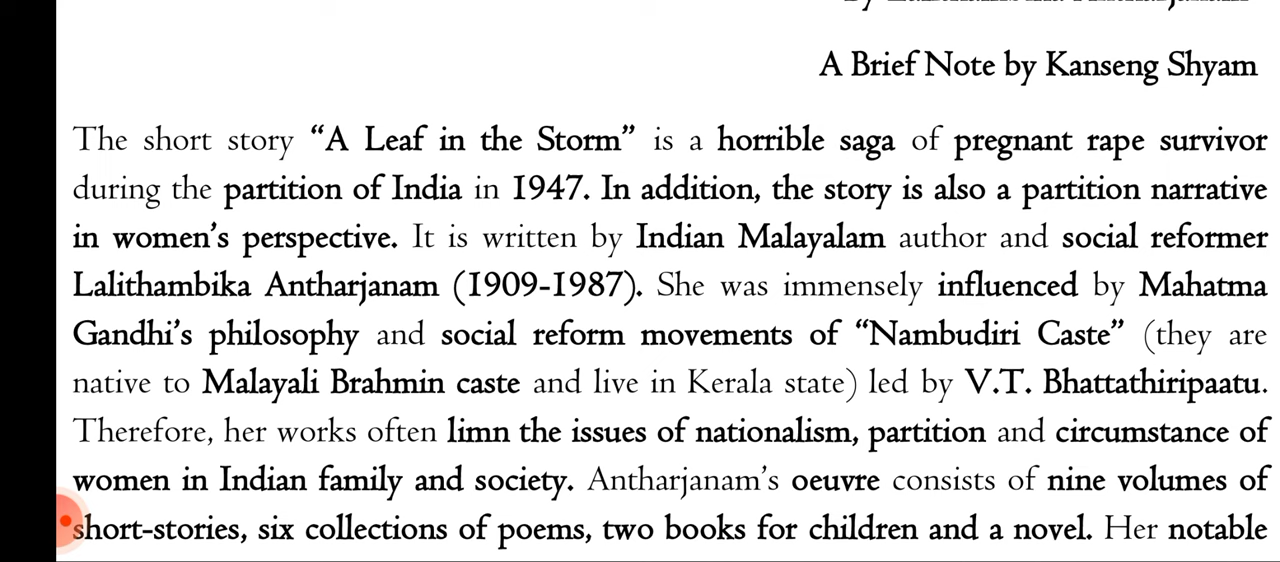 A Brief Note by Kanseng Shyam
The short story “A Leaf in the Storm” is a horrible saga of pregnant rape survivor
during the partition of India in 1947. In addition, the story is also a partition narrative
in women’s perspective. It is written by Indian Malayalam author and social reformer
Lalithambika Antharjanam (1909-1987). She was immensely influenced by Mahatma
Gandhi’s philosophy and social reform movements of “Nambudiri Caste” (they are
native to Malayali Brahmin caste and live in Kerala state) led by V.T. Bhattathiripaatu.
Therefore, her works often limn the issues of nationalism, partition and circumstance of
women in Indian family and society. Antharjanam’s oeuvre consists of nine volumes of
short-stories, six collections of poems, two books for children and a novel. Her notable